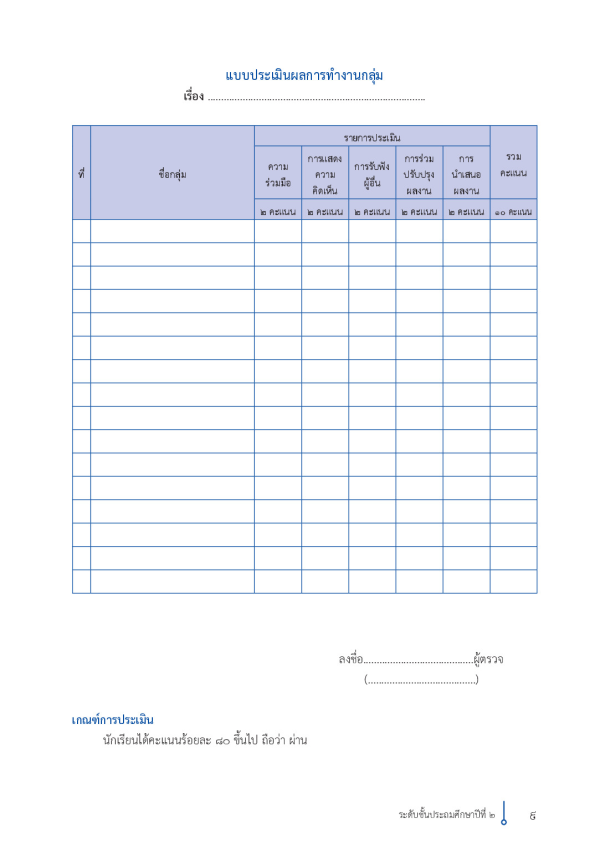 แบบประเมินผลการทำงานกลุ่ม
เรื่อง ................................................................................
รายการประเมิน
ที่ ชื่อกลุ่ม ความร่วมมือ การแสดงความคิดเห็น การรับฟังผู้อื่น การร่วมปรับปรุงผลงาน การนำเสนอผลงาน รวมคะแนน
๒ คะแนน ๒ คะแนน ๒ คะแนน ๒ คะแนน ๒ คะแนน ๑๐ คะแนน
ลงชื่อ.........................................ผู้ตรวจ
(........................................)
เกณฑ์การประเมิน
นักเรียนได้คะแนนร้อยละ ๘๐ ขึ้นไป ถือว่า ผ่าน
ระดับชั้นประถมศึกษาปีที่ ๒